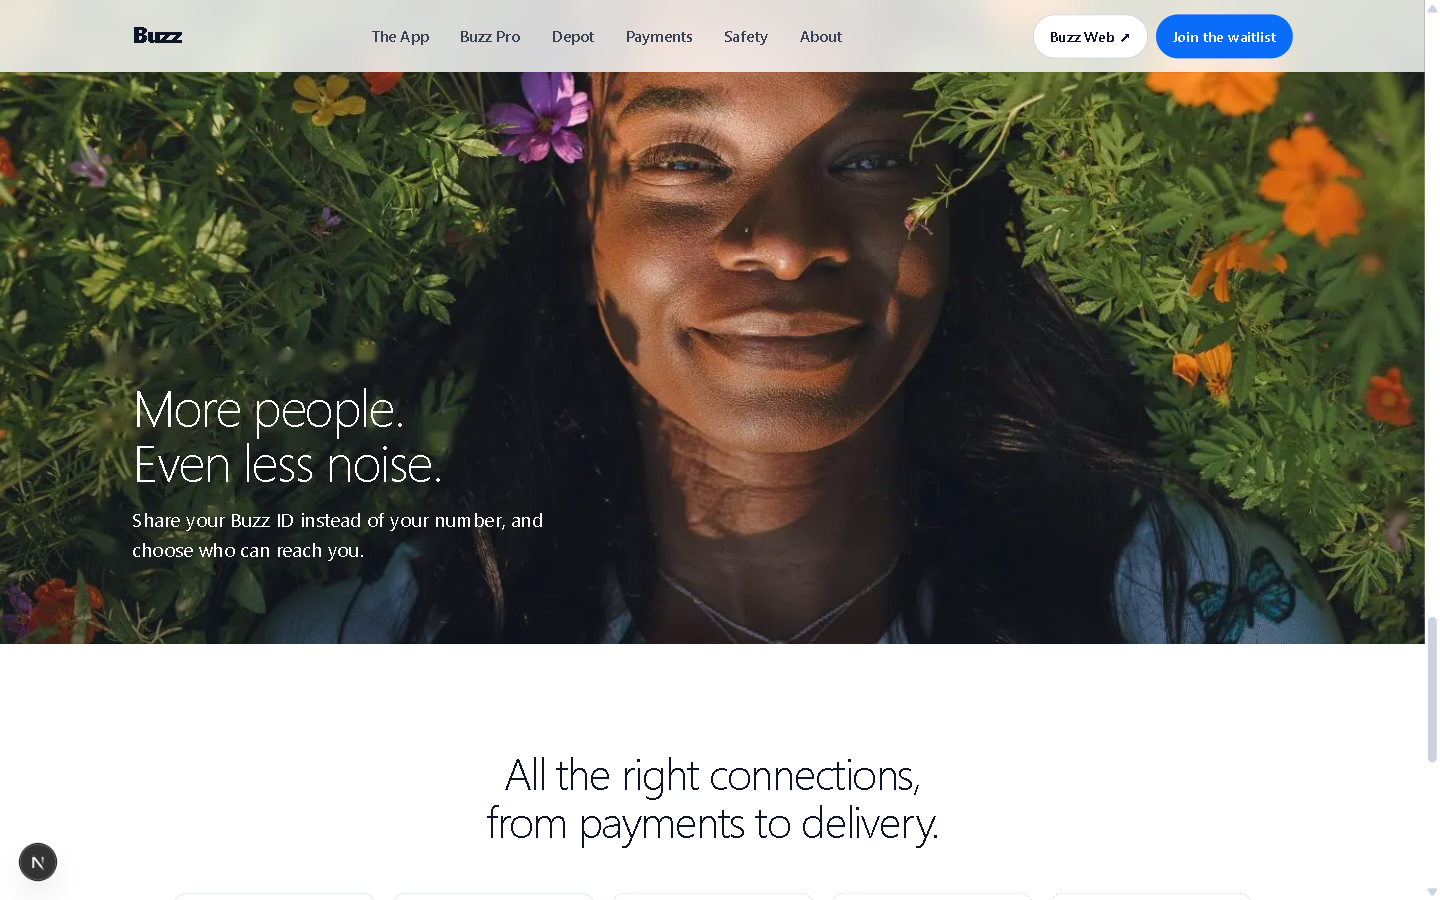 Buzz
The App
Buzz Pro
Depot
Payments
Safety
About
Buzz Web ↗
Join the waitlist
More people.
Even less noise.
Share your Buzz ID instead of your number, and
choose who can reach you.
All the right connections,
from payments to delivery.
N